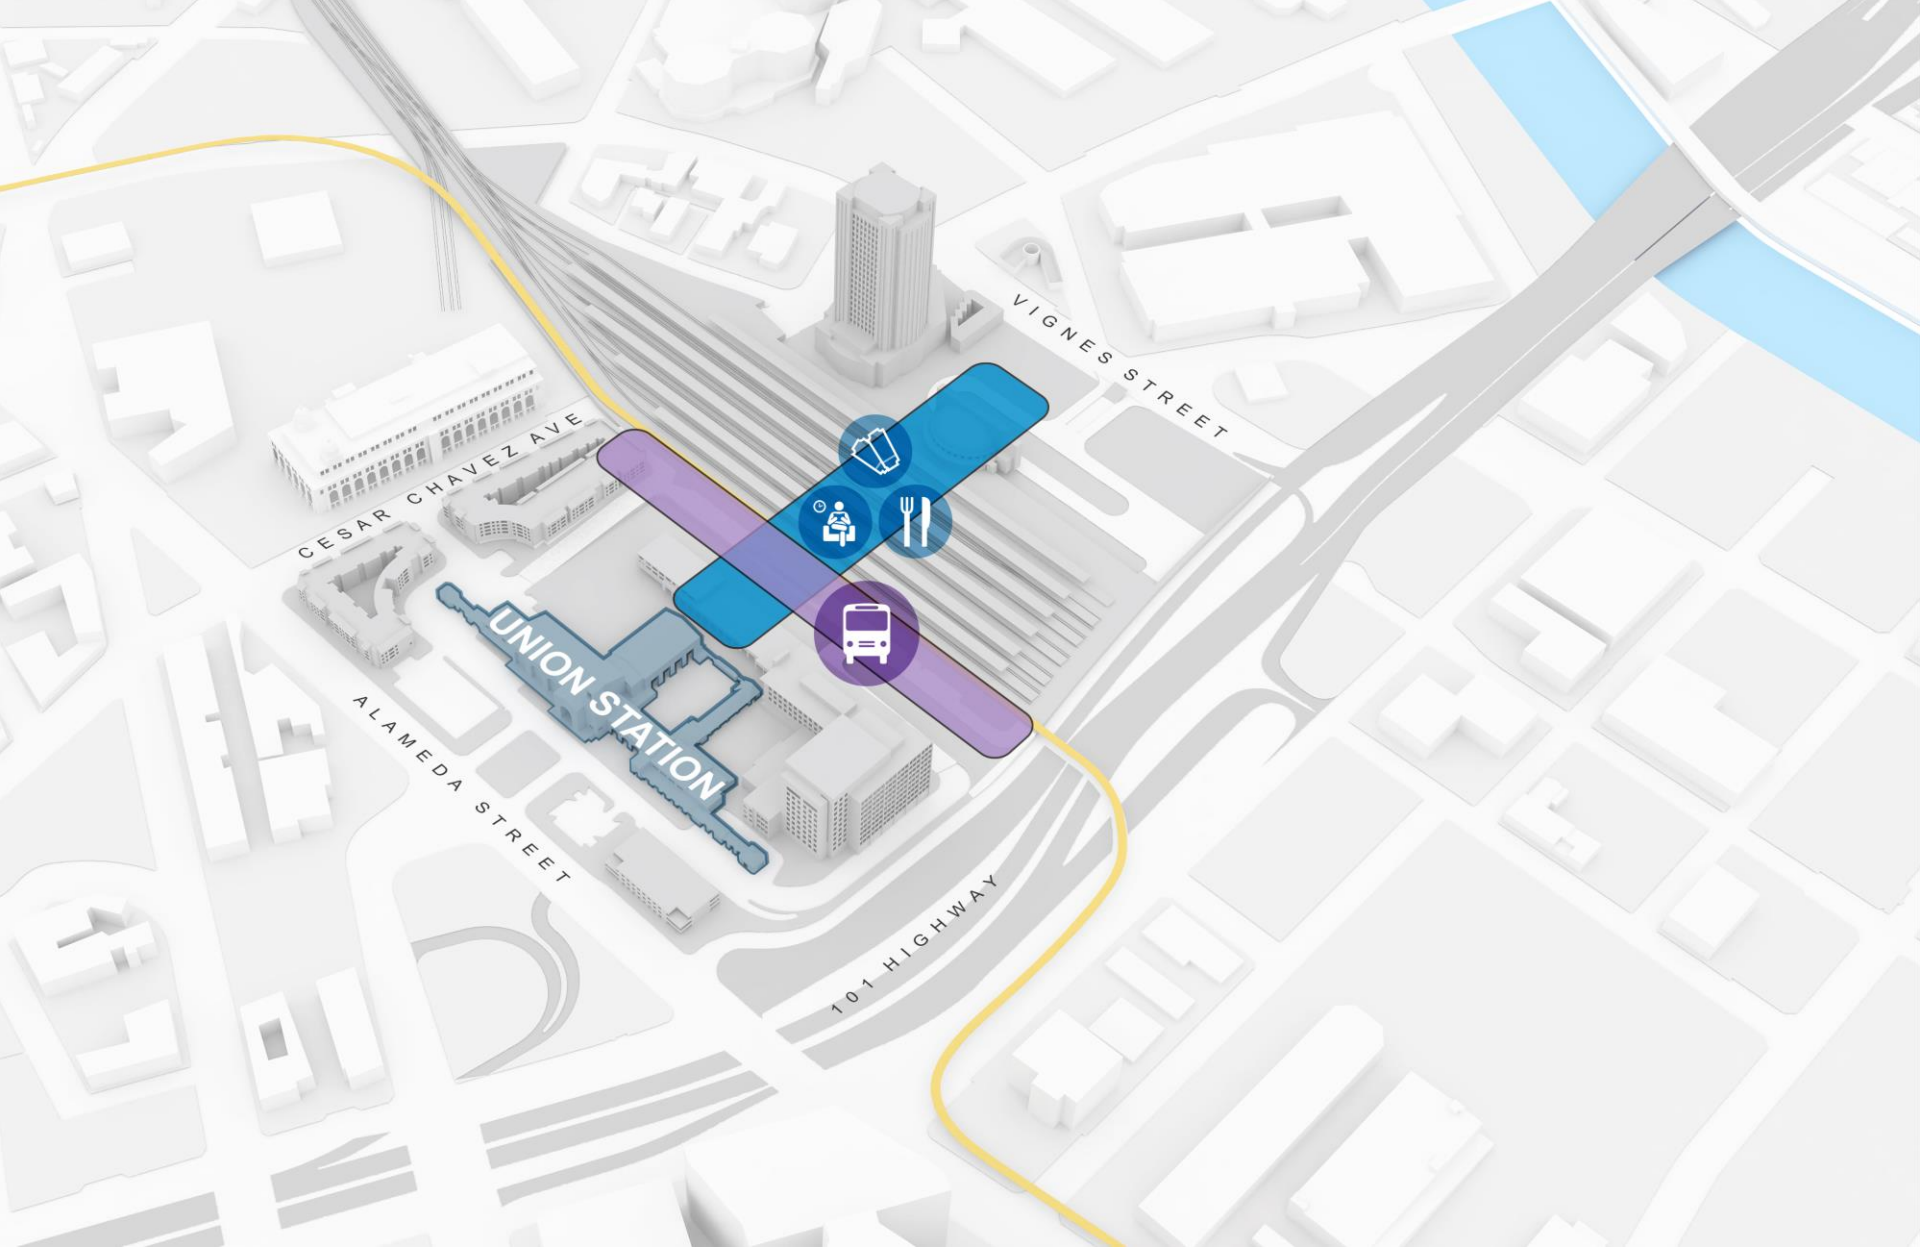 VIGNES STREET
CESAR CHAVEZ AVE
UNION STATION
ALAMEDA STREET
101 HIGHWAY